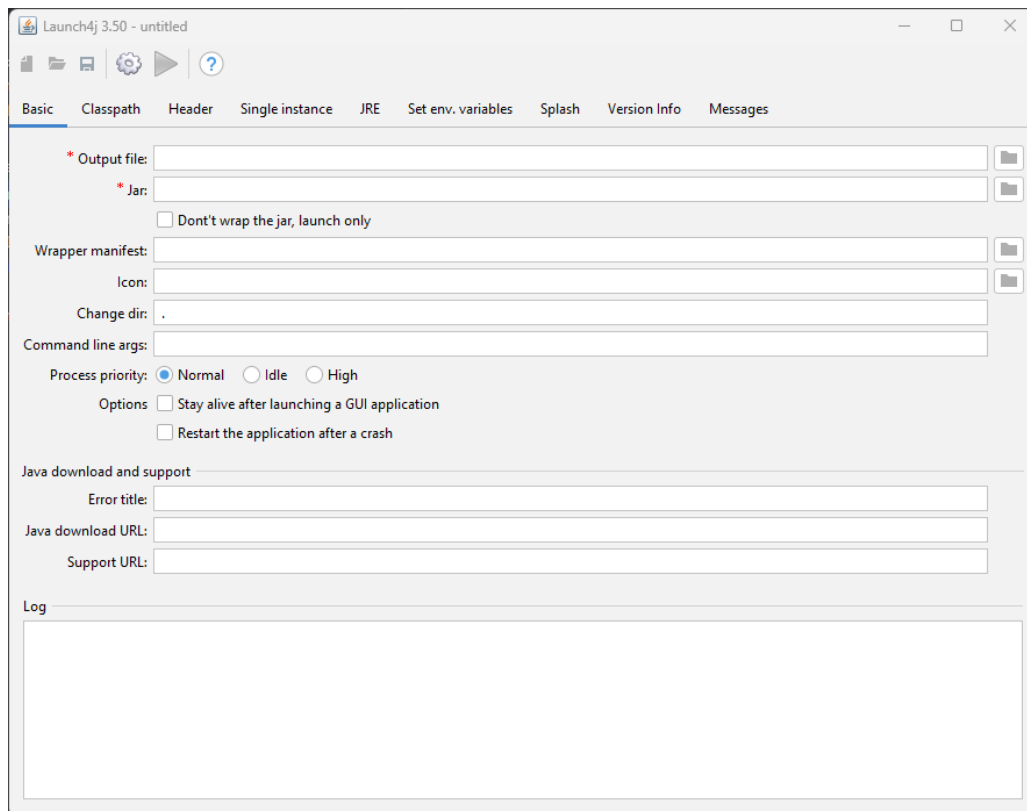 Launch4j 3.50 - untitled
?
Basic Classpath Header Single instance JRE Set env. variables Splash Version Info Messages
* Output file:
* Jar:
Dont't wrap the jar, launch only
Wrapper manifest:
Icon:
Change dir: .
Command line args:
Process priority: Normal Idle High
Options Stay alive after launching a GUI application
Restart the application after a crash
Java download and support
Error title:
Java download URL:
Support URL:
Log